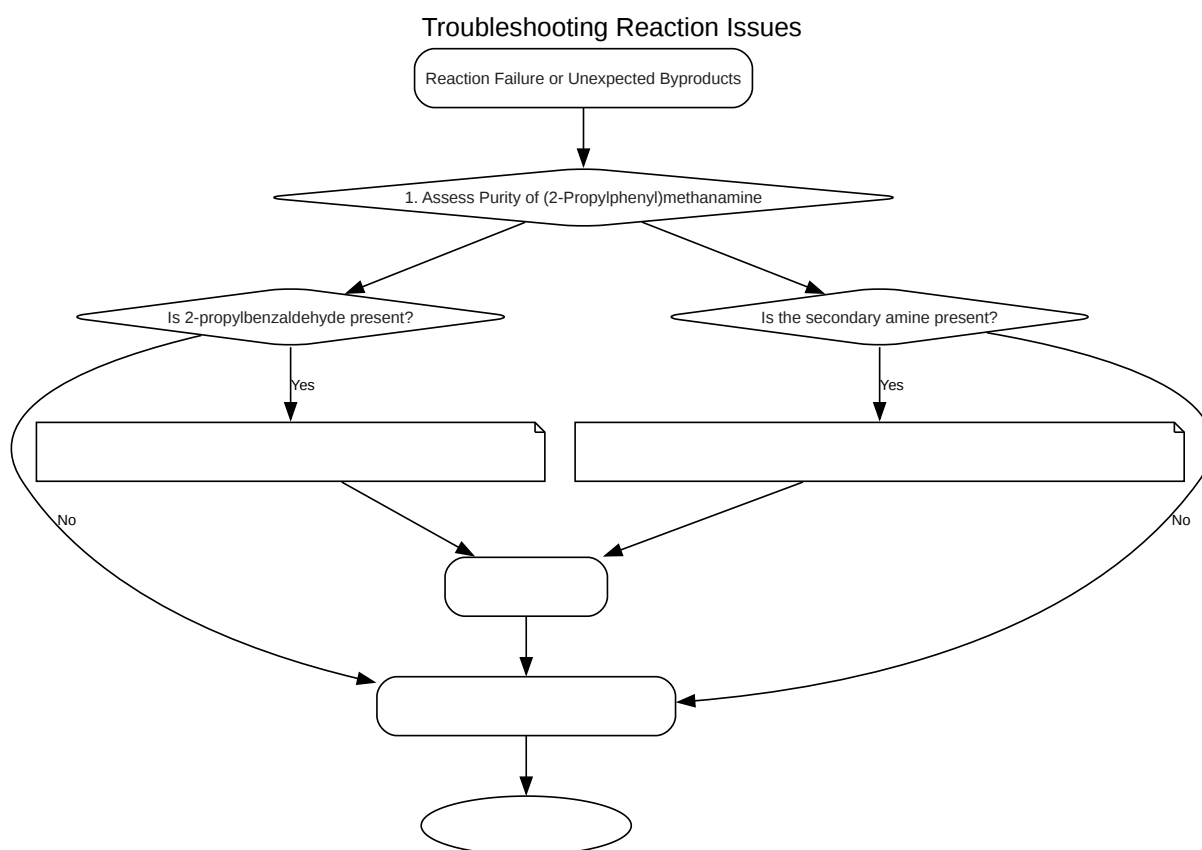 Troubleshooting Reaction Issues
Reaction Failure or Unexpected Byproducts
1. Assess Purity of (2-Propylphenyl)methanamine
Is 2-propylbenzaldehyde present?
Is the secondary amine present?
Yes
Yes
No
No